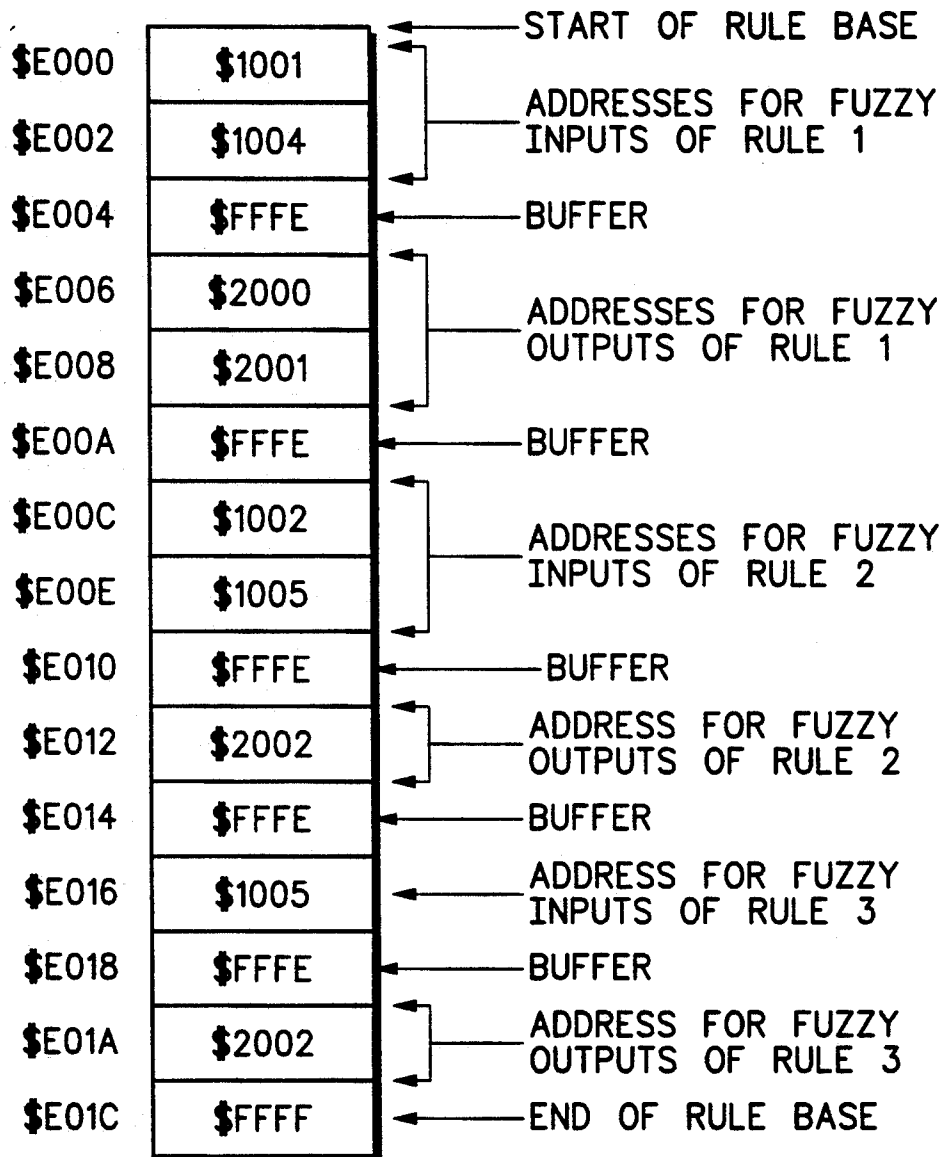 START OF RULE BASE
$E000 $1001
ADDRESSES FOR FUZZY
INPUTS OF RULE 1
$E002 $1004
$E004 $FFFE BUFFER
$E006 $2000
ADDRESSES FOR FUZZY
OUTPUTS OF RULE 1
$E008 $2001
$E00A $FFFE BUFFER
$E00C $1002
ADDRESSES FOR FUZZY
INPUTS OF RULE 2
$E00E $1005
$E010 $FFFE BUFFER
$E012 $2002
ADDRESS FOR FUZZY
OUTPUTS OF RULE 2
$E014 $FFFE BUFFER
$E016 $1005
ADDRESS FOR FUZZY
INPUTS OF RULE 3
$E018 $FFFE BUFFER
$E01A $2002
ADDRESS FOR FUZZY
OUTPUTS OF RULE 3
$E01C $FFFF END OF RULE BASE